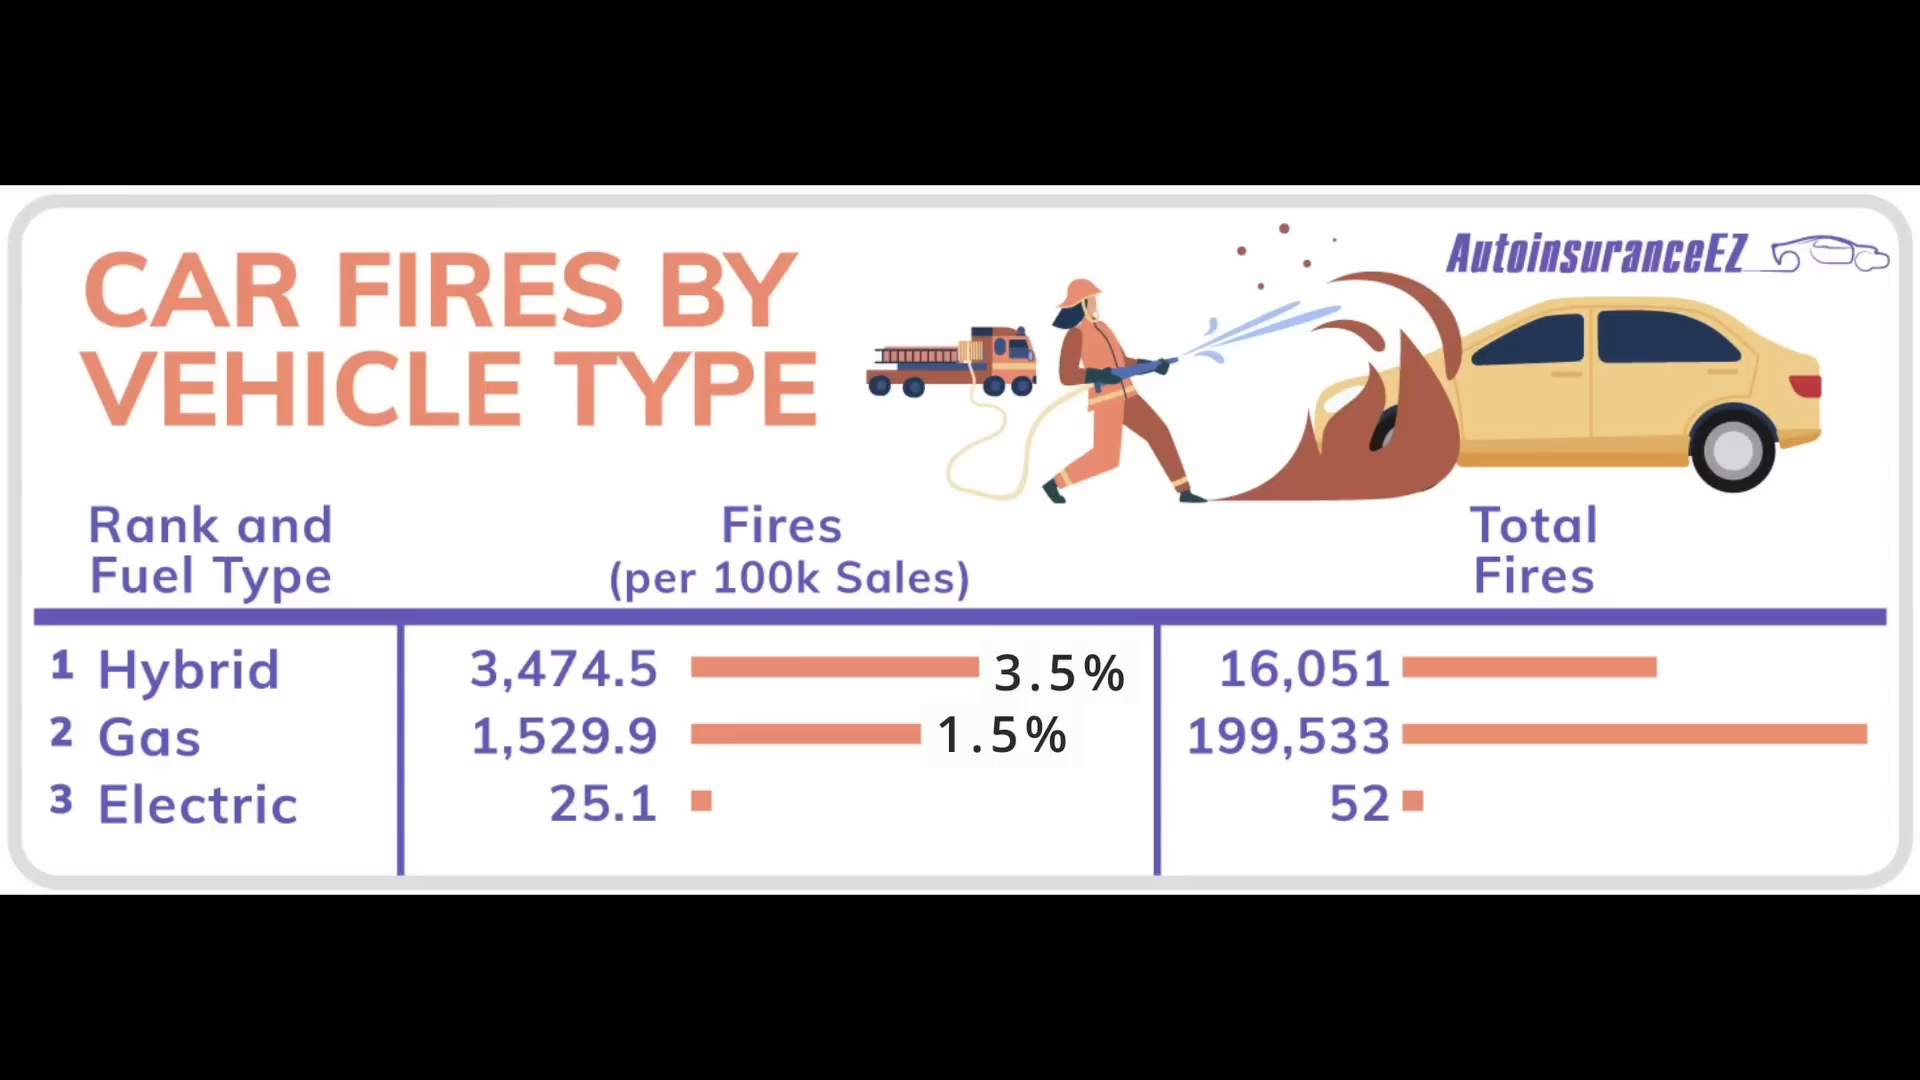 CAR FIRES BY
VEHICLE TYPE
AutoinsuranceEZ
Rank and
Fuel Type
Fires
(per 100k Sales)
Total
Fires
1 Hybrid 3,474.5 3.5% 16,051
2 Gas 1,529.9 1.5% 199,533
3 Electric 25.1 52